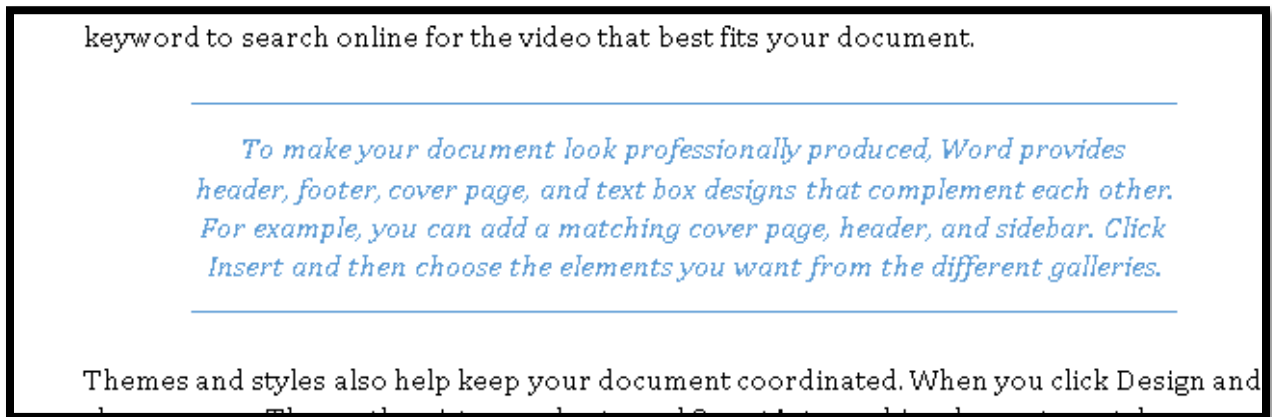 keyword to search online for the video that best fits your document.
To make your document look professionally produced, Word provides
header, footer, cover page, and text box designs that complement each other.
For example, you can add a matching cover page, header, and sidebar. Click
Insert and then choose the elements you want from the different galleries.
Themes and styles also help keep your document coordinated. When you click Design and